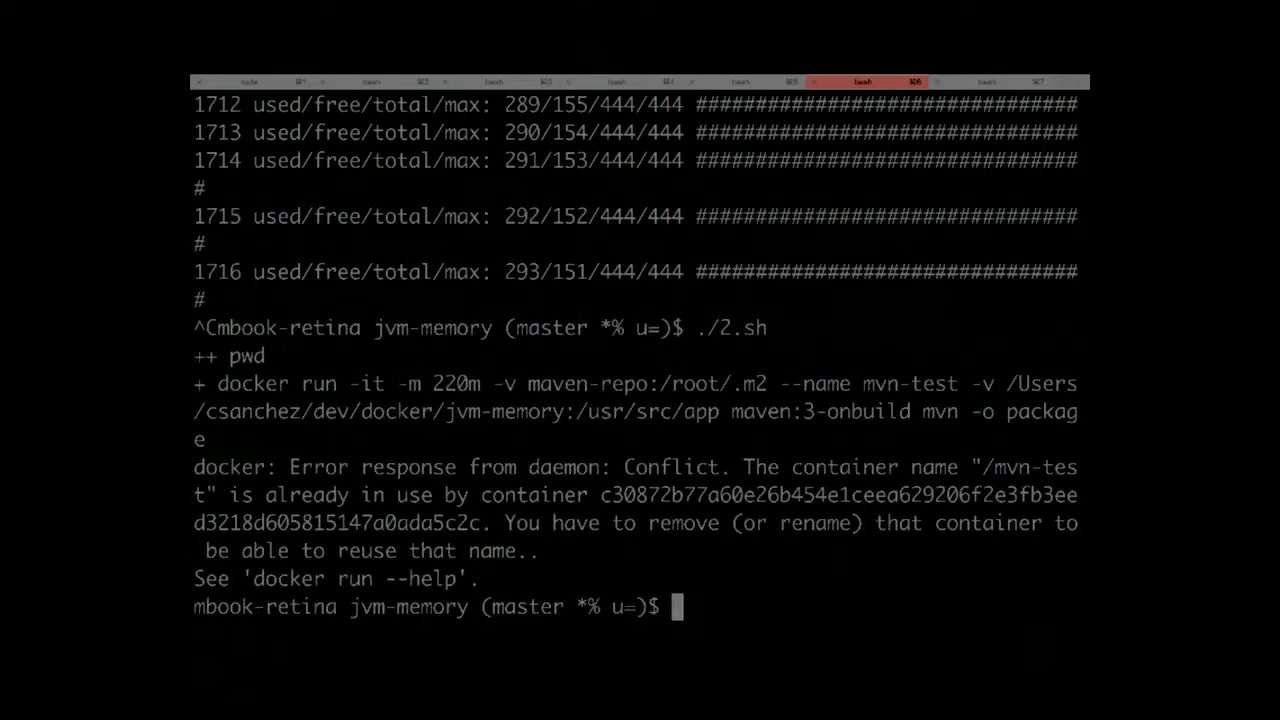 bash ⌘6
1712 used/free/total/max: 289/155/444/444 ################################
1713 used/free/total/max: 290/154/444/444 ################################
1714 used/free/total/max: 291/153/444/444 ################################
#
1715 used/free/total/max: 292/152/444/444 ################################
#
1716 used/free/total/max: 293/151/444/444 ################################
#
^Cmbook-retina jvm-memory (master *% u=)$ ./2.sh
++ pwd
+ docker run -it -m 220m -v maven-repo:/root/.m2 --name mvn-test -v /Users
/csanchez/dev/docker/jvm-memory:/usr/src/app maven:3-onbuild mvn -o packag
e
docker: Error response from daemon: Conflict. The container name "/mvn-tes
t" is already in use by container c30872b77a60e26b454e1ceea629206f2e3fb3ee
d3218d605815147a0ada5c2c. You have to remove (or rename) that container to
be able to reuse that name..
See 'docker run --help'.
mbook-retina jvm-memory (master *% u=)$